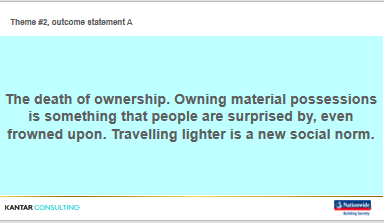 Theme #2, outcome statement A
The death of ownership. Owning material possessions
is something that people are surprised by, even
frowned upon. Travelling lighter is a new social norm.
KANTAR CONSULTING
Nationwide
Building Society